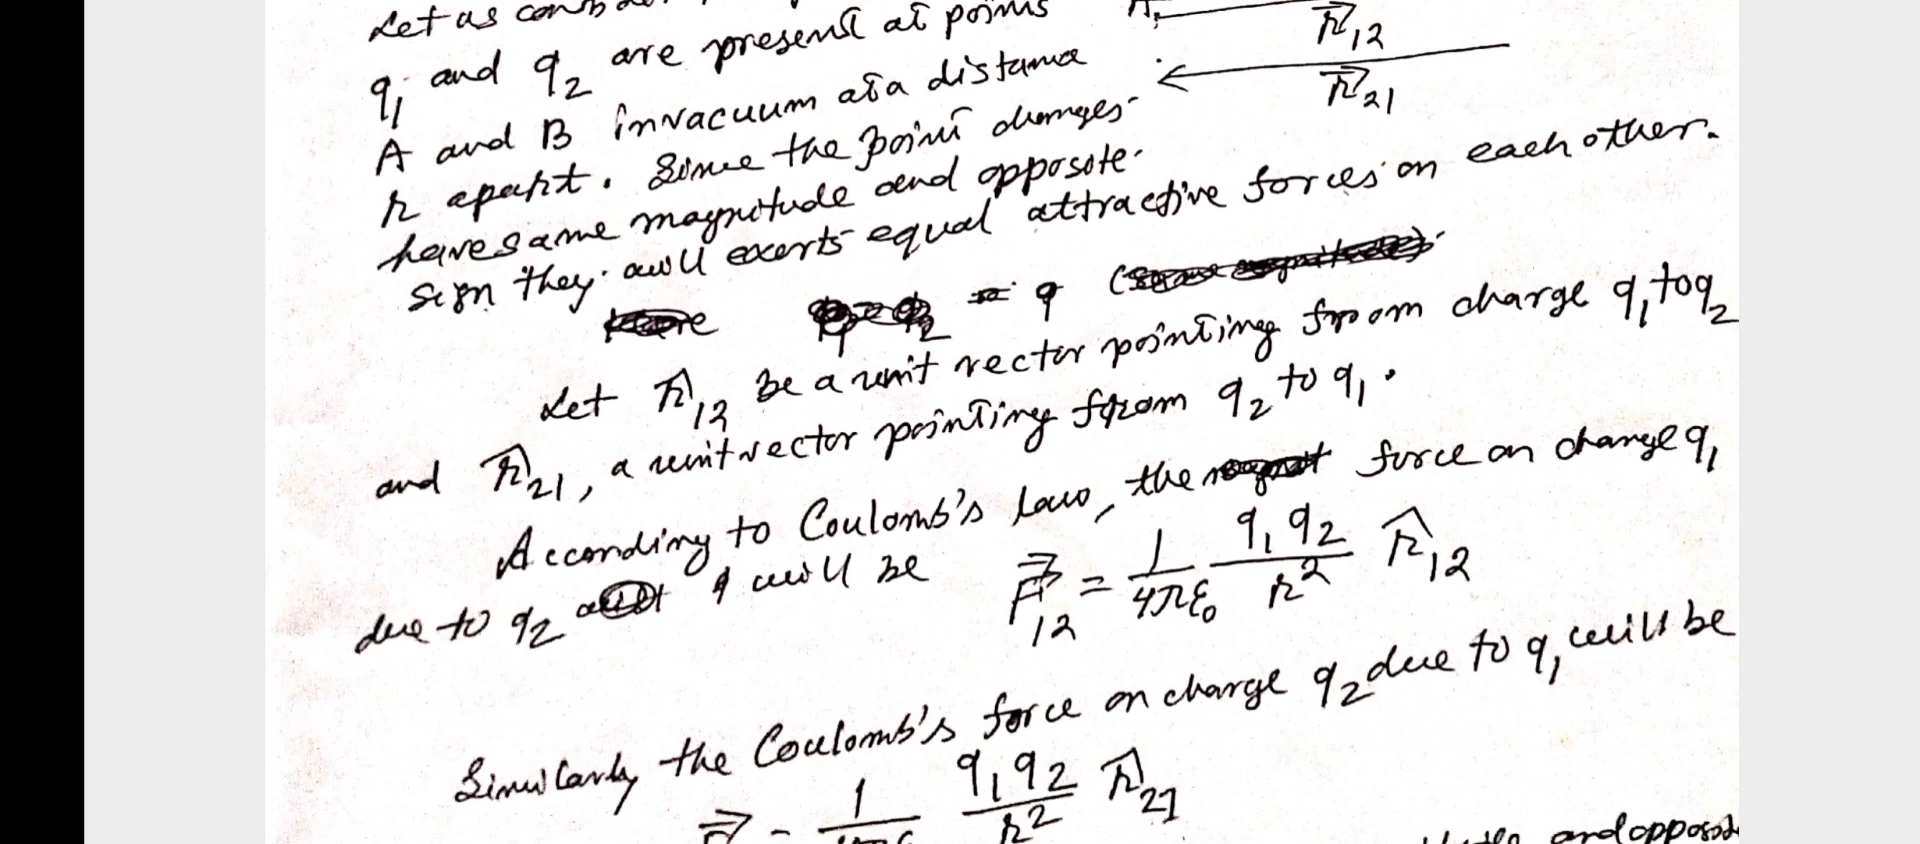 Let us
q1 and q2 are present at points
A and B in vacuum at a distance
r apart. Since the point charges
have same magnitude and opposite
sign they will exerts equal attractive forces on each other.
= q
Let r̂12 be a unit vector pointing from charge q1 to q2
and r̂21, a unit vector pointing from q2 to q1.
According to Coulomb's law, the force on charge q1
due to q2 will be F⃗12 = 1/4πε0 q1q2/r² r̂12
Similarly the Coulomb's force on charge q2 due to q1 will be
1 q1q2/r² r̂21
and opposite
r⃗12
r⃗21